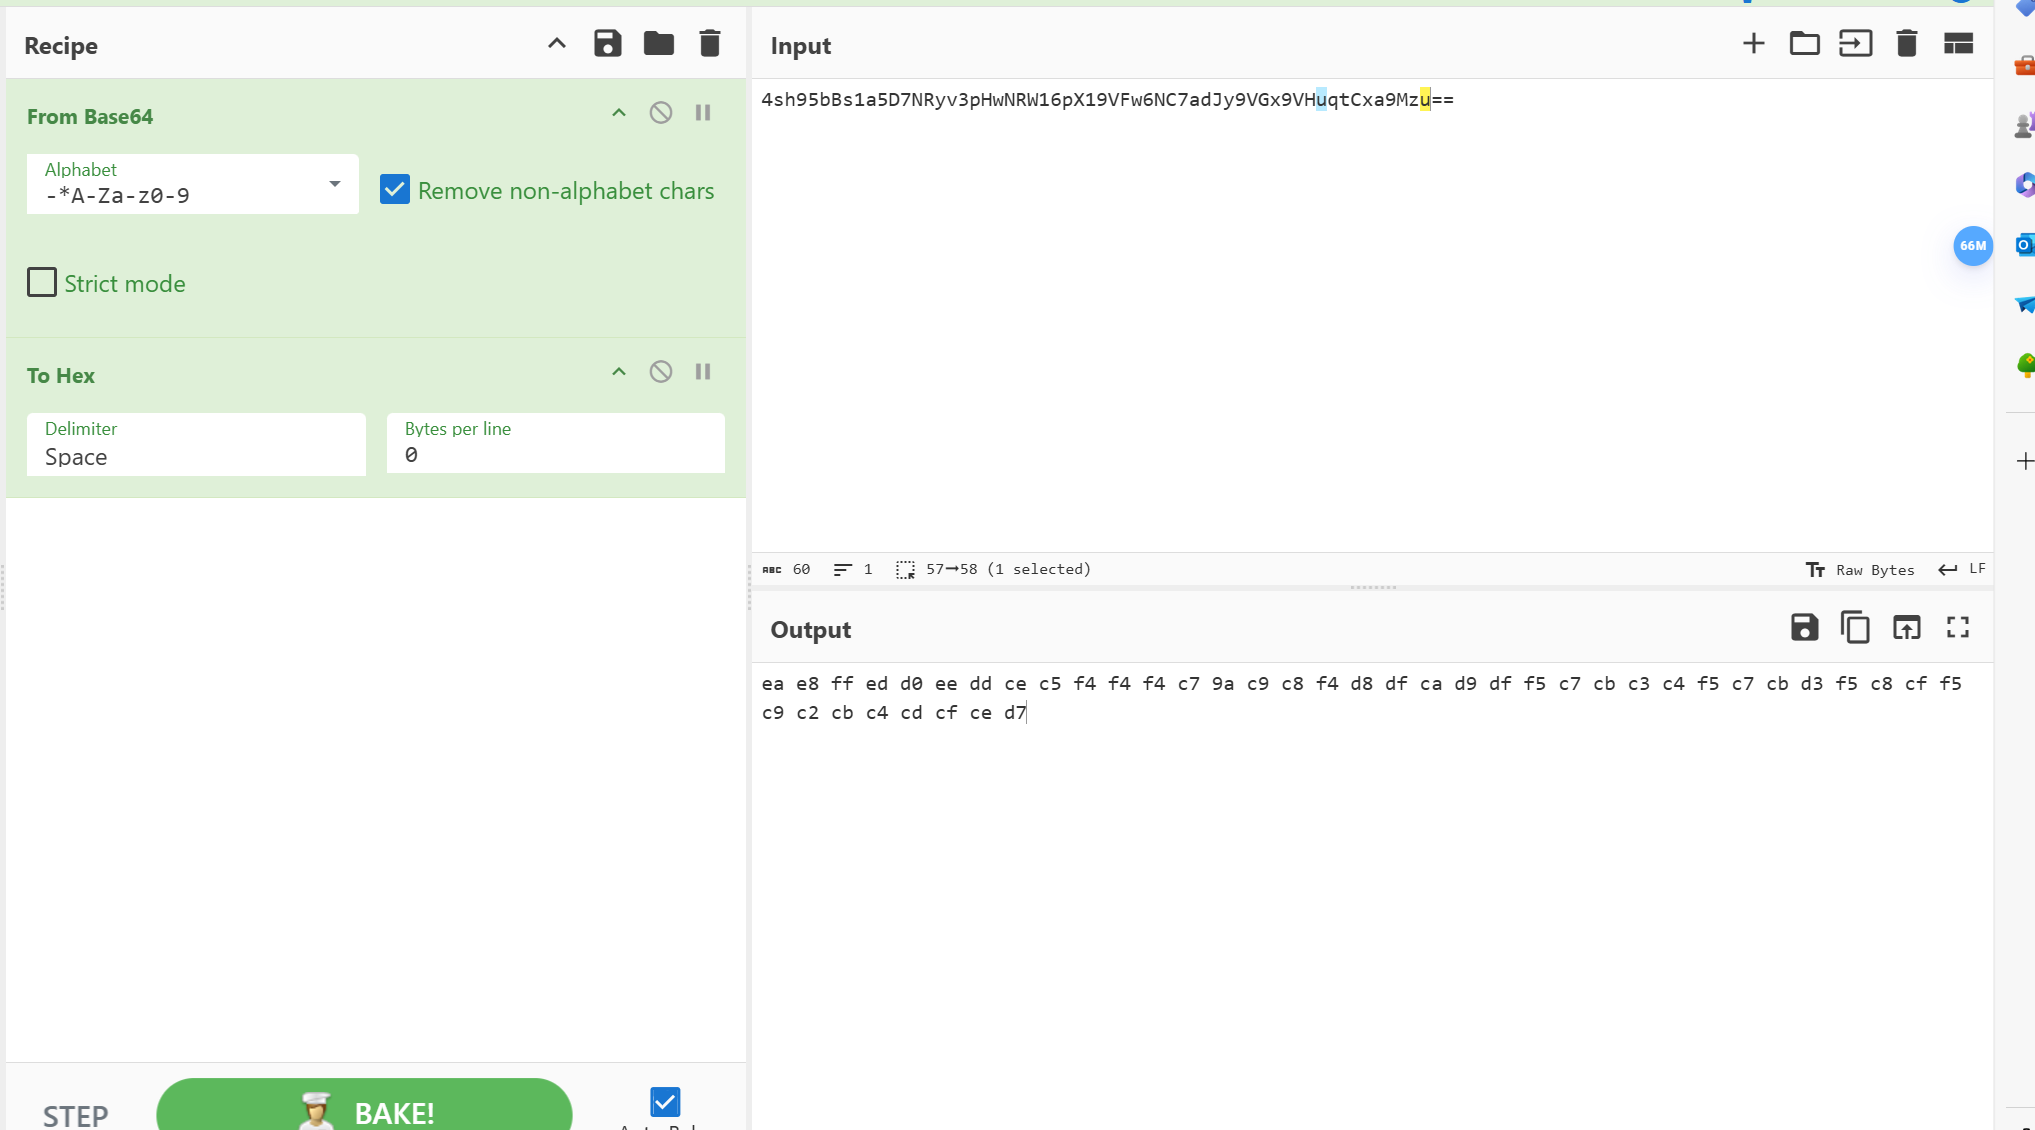 Recipe
Input
From Base64
Alphabet
-*A-Za-z0-9
Remove non-alphabet chars
Strict mode
To Hex
Delimiter
Space
Bytes per line
0
STEP
BAKE!
4sh95bBs1a5D7NRyv3pHwNRW16pX19VFw6NC7adJy9VGx9VHuqtCxa9Mzu==
66M
ABC 60 1 57→58 (1 selected)
Raw Bytes LF
Output
ea e8 ff ed d0 ee dd ce c5 f4 f4 f4 c7 9a c9 c8 f4 d8 df ca d9 df f5 c7 cb c3 c4 f5 c7 cb d3 f5 c8 cf f5
c9 c2 cb c4 cd cf ce d7